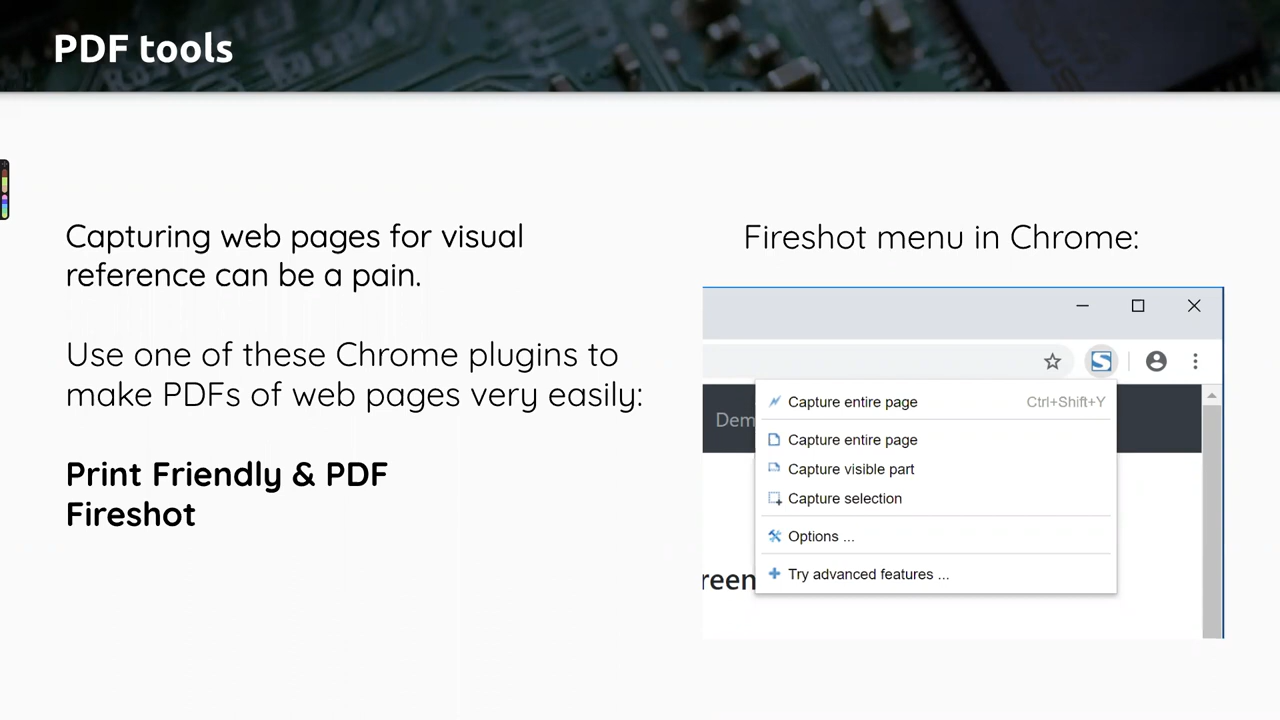 PDF tools
Capturing web pages for visual
reference can be a pain.
Use one of these Chrome plugins to
make PDFs of web pages very easily:
Print Friendly & PDF
Fireshot
Fireshot menu in Chrome:
Dem
Capture entire page Ctrl+Shift+Y
Capture entire page
Capture visible part
Capture selection
Options ...
Try advanced features ...
reen